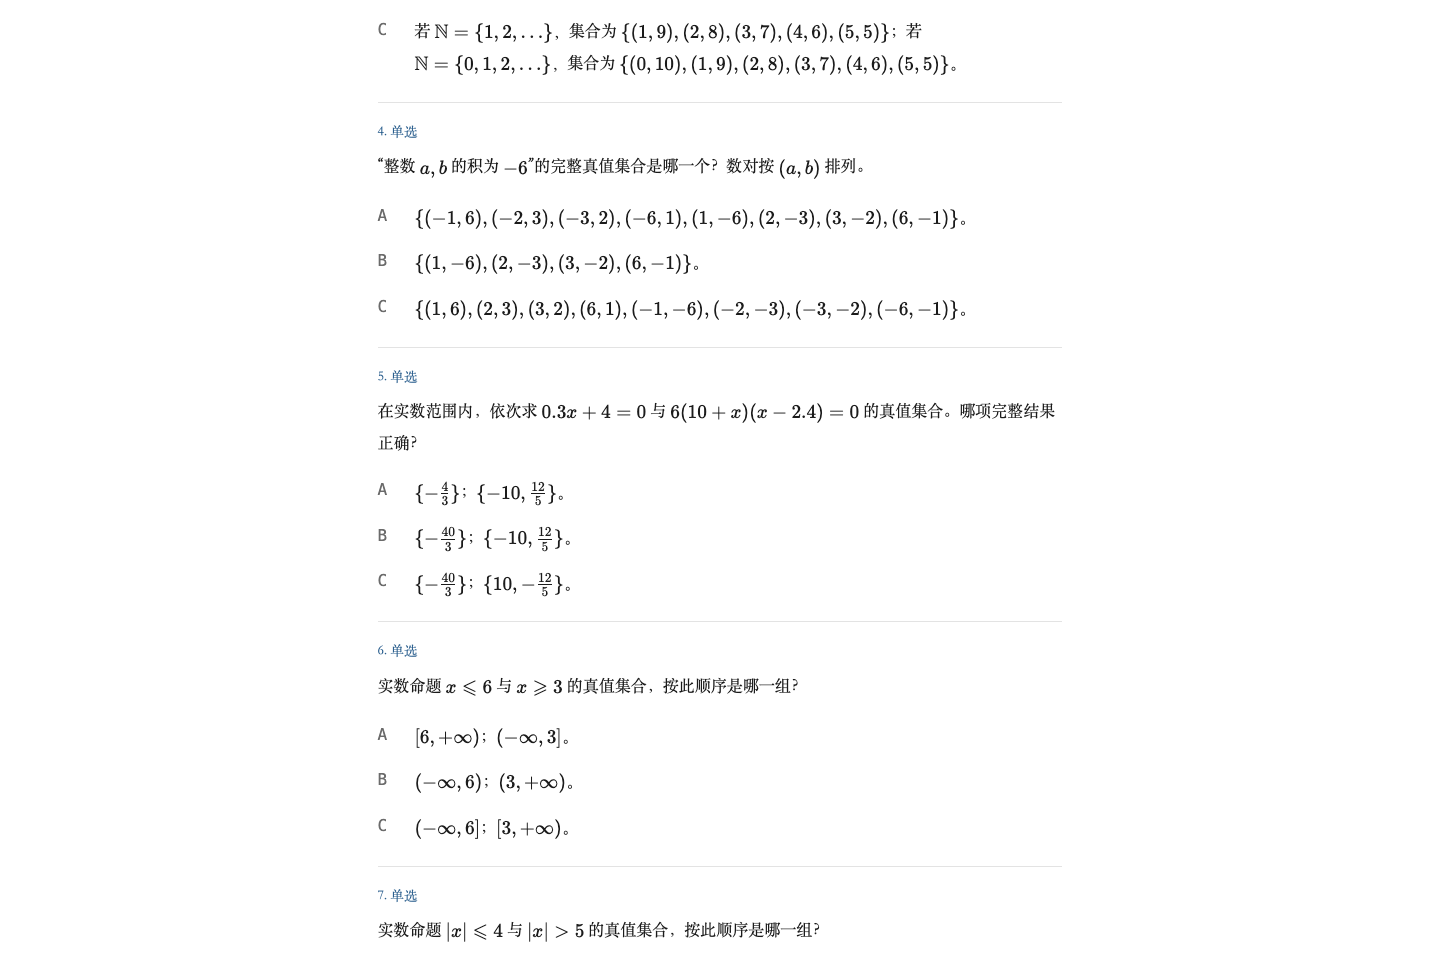 C 若 ℕ = {1, 2, . . .}，集合为 {(1, 9), (2, 8), (3, 7), (4, 6), (5, 5)}；若
ℕ = {0, 1, 2, . . .}，集合为 {(0, 10), (1, 9), (2, 8), (3, 7), (4, 6), (5, 5)}。
4. 单选
“整数 a, b 的积为 −6”的完整真值集合是哪一个？数对按 (a, b) 排列。
A {(−1, 6), (−2, 3), (−3, 2), (−6, 1), (1, −6), (2, −3), (3, −2), (6, −1)}。
B {(1, −6), (2, −3), (3, −2), (6, −1)}。
C {(1, 6), (2, 3), (3, 2), (6, 1), (−1, −6), (−2, −3), (−3, −2), (−6, −1)}。
5. 单选
在实数范围内，依次求 0.3x + 4 = 0 与 6(10 + x)(x − 2.4) = 0 的真值集合。哪项完整结果
正确？
A {−4/3}；{−10, 12/5}。
B {−40/3}；{−10, 12/5}。
C {−40/3}；{10, −12/5}。
6. 单选
实数命题 x ⩽ 6 与 x ⩾ 3 的真值集合，按此顺序是哪一组？
A [6, +∞)；(−∞, 3]。
B (−∞, 6)；(3, +∞)。
C (−∞, 6]；[3, +∞)。
7. 单选
实数命题 |x| ⩽ 4 与 |x| > 5 的真值集合，按此顺序是哪一组？